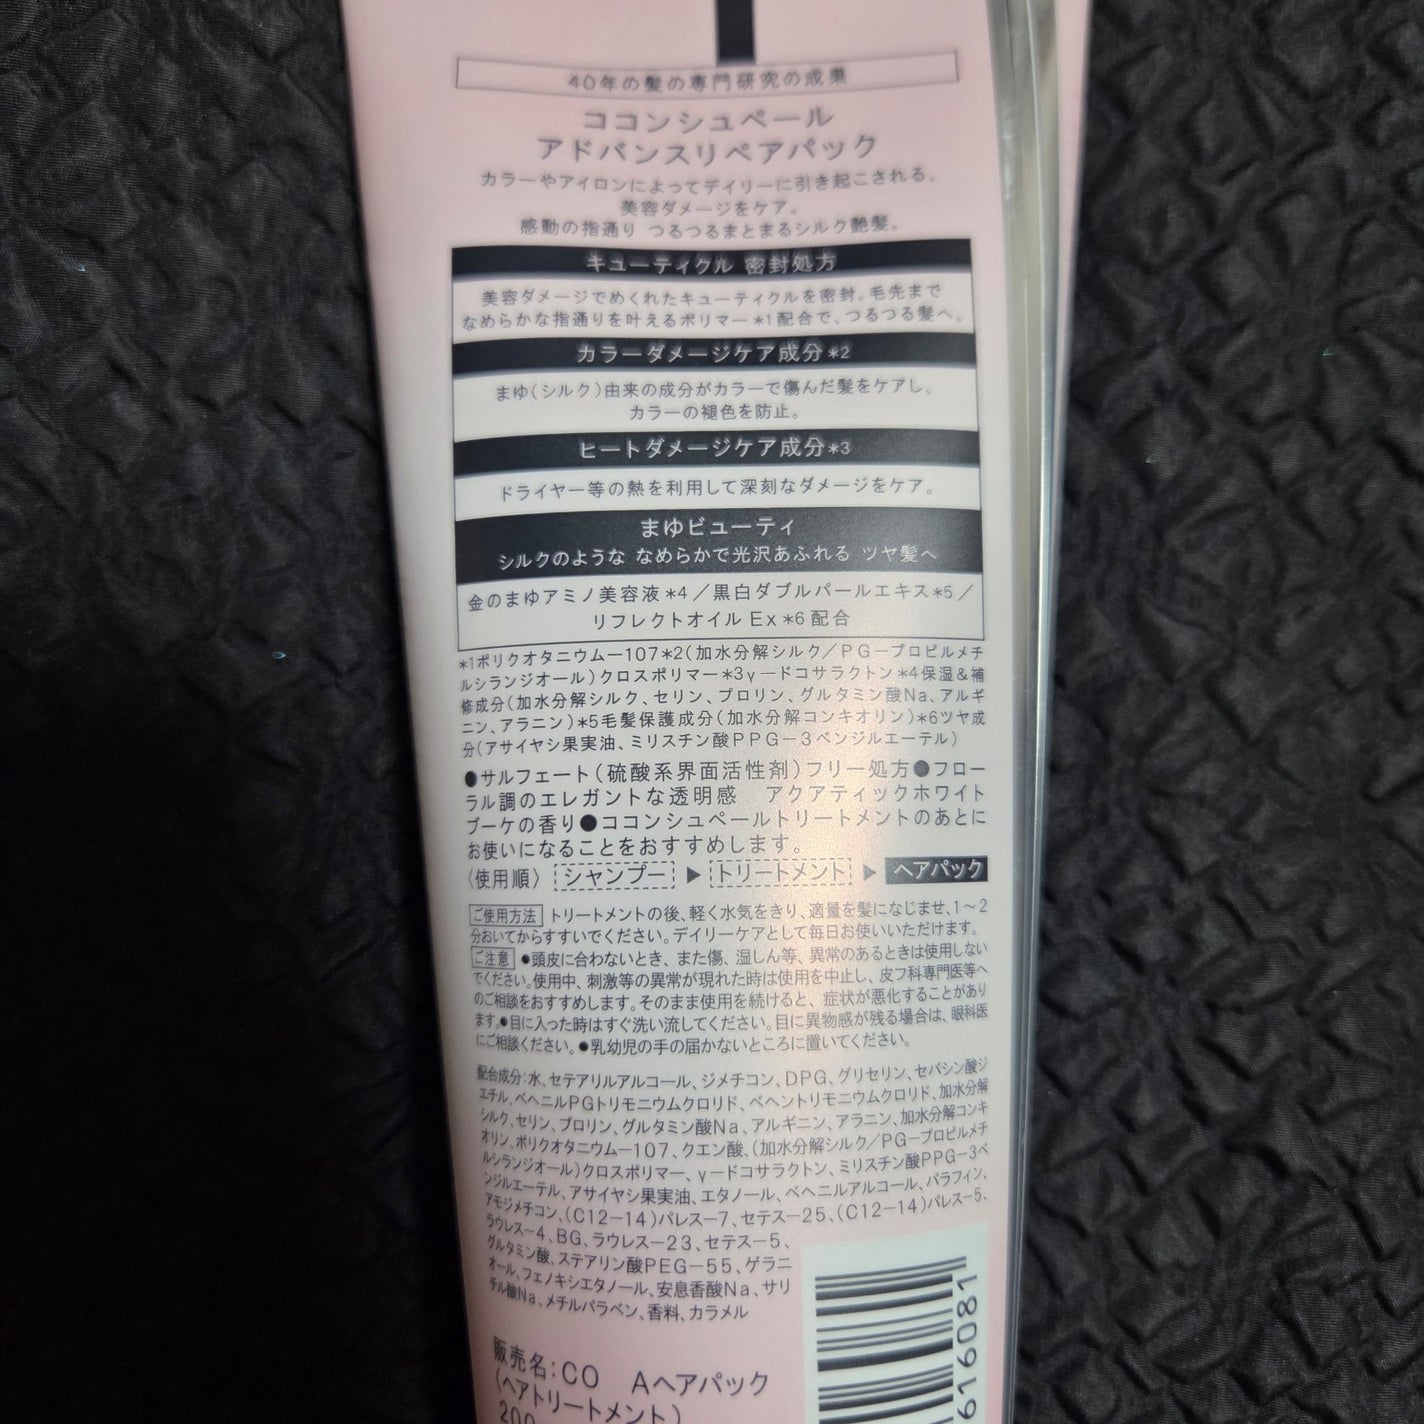 40年の髪の専門研究の成果
ココンシュペール
アドバンスリペアパック
カラーやアイロンによってデイリーに引き起こされる、
美容ダメージをケア。
感動の指通り つるつるまとまるシルク艶髪。
キューティクル 密封処方
美容ダメージでめくれたキューティクルを密封。毛先まで
なめらかな指通りを叶えるポリマー*1配合で、つるつる髪へ。
カラーダメージケア成分*2
まゆ(シルク)由来の成分がカラーで傷んだ髪をケアし、
カラーの褪色を防止。
ヒートダメージケア成分*3
ドライヤー等の熱を利用して深刻なダメージをケア。
まゆビューティ
シルクのような なめらかで光沢あふれる ツヤ髪へ
金のまゆアミノ美容液*4/黒白ダブルパールエキス*5/
リフレクトオイル Ex*6配合
*1ポリクオタニウム-107*2(加水分解シルク/PG-プロピルメチ
ルシランジオール)クロスポリマー*3γ-ドコサラクトン*4保湿&補
修成分(加水分解シルク、セリン、プロリン、グルタミン酸Na、アルギ
ニン、アラニン)*5毛髪保護成分(加水分解コンキオリン)*6ツヤ成
分(アサイヤシ果実油、ミリスチン酸PPG-3ベンジルエーテル)
●サルフェート(硫酸系界面活性剤)フリー処方●フロー
ラル調のエレガントな透明感 アクアティックホワイト
ブーケの香り●ココンシュペールトリートメントのあとに
お使いになることをおすすめします。
〈使用順〉シャンプー▶トリートメント▶ヘアパック
ご使用方法 トリートメントの後、軽く水気をきり、適量を髪になじませ、1~2
分おいてからすすいでください。デイリーケアとして毎日お使いいただけます。
ご注意 ●頭皮に合わないとき、また傷、湿しん等、異常のあるときは使用しない
でください。使用中、刺激等の異常が現れた時は使用を中止し、皮フ科専門医等へ
のご相談をおすすめします。そのまま使用を続けると、症状が悪化することがあり
ます。●目に入った時はすぐ洗い流してください。目に異物感が残る場合は、眼科医
にご相談ください。●乳幼児の手の届かないところに置いてください。
配合成分:水、セテアリルアルコール、ジメチコン、DPG、グリセリン、セバシン酸ジ
エチル、ベヘニルPGトリモニウムクロリド、ベヘントリモニウムクロリド、加水分解
シルク、セリン、プロリン、グルタミン酸Na、アルギニン、アラニン、加水分解コンキ
オリン、ポリクオタニウム-107、クエン酸、(加水分解シルク/PG-プロピルメチ
ルシランジオール)クロスポリマー、γ-ドコサラクトン、ミリスチン酸PPG-3ベ
ンジルエーテル、アサイヤシ果実油、エタノール、ベヘニルアルコール、パラフィン、
アモジメチコン、(C12-14)パレス-7、セテス-25、(C12-14)パレス-5、
ラウレス-4、BG、ラウレス-23、セテス-5、
グルタミン酸、ステアリン酸PEG-55、ゲラニ
オール、フェノキシエタノール、安息香酸Na、サリ
チル酸Na、メチルパラベン、香料、カラメル
販売名:CO Aヘアパック
(ヘアトリートメント)
200
616081